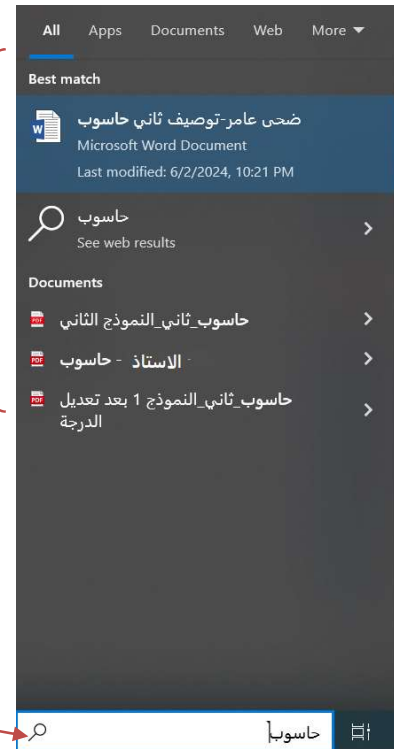 All Apps Documents Web More
Best match
ضحى عامر-توصيف ثاني حاسوب
Microsoft Word Document
Last modified: 6/2/2024, 10:21 PM
حاسوب
See web results
Documents
حاسوب_ثاني_النموذج الثاني
الاستاذ - حاسوب
حاسوب_ثاني_النموذج 1 بعد تعديل
الدرجة
حاسوب